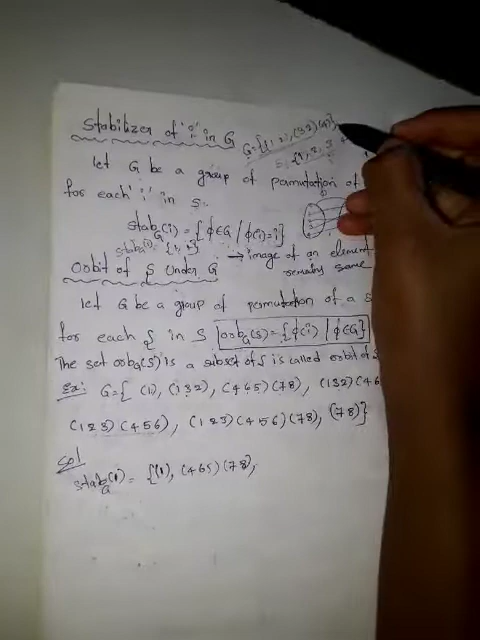 Stabilizer of 'i' in G
Let G be a group of permutation of
for each 'i' in S.
stab_G(i) = {ϕ∈G / ϕ(i)=i}
→ image of an element
remains same
Orbit of S under G
Let G be a group of permutation of a s
for each S in S orb_G(s) = {ϕ(i) / ϕ∈G}
The set orb_G(s) is a subset of S is called orbit of S
Ex: G={ (1), (132), (465)(78), (132)(46
(123)(456), (123)(456)(78), (78)}
Sol
stab_G(1) = {(1), (465)(78),